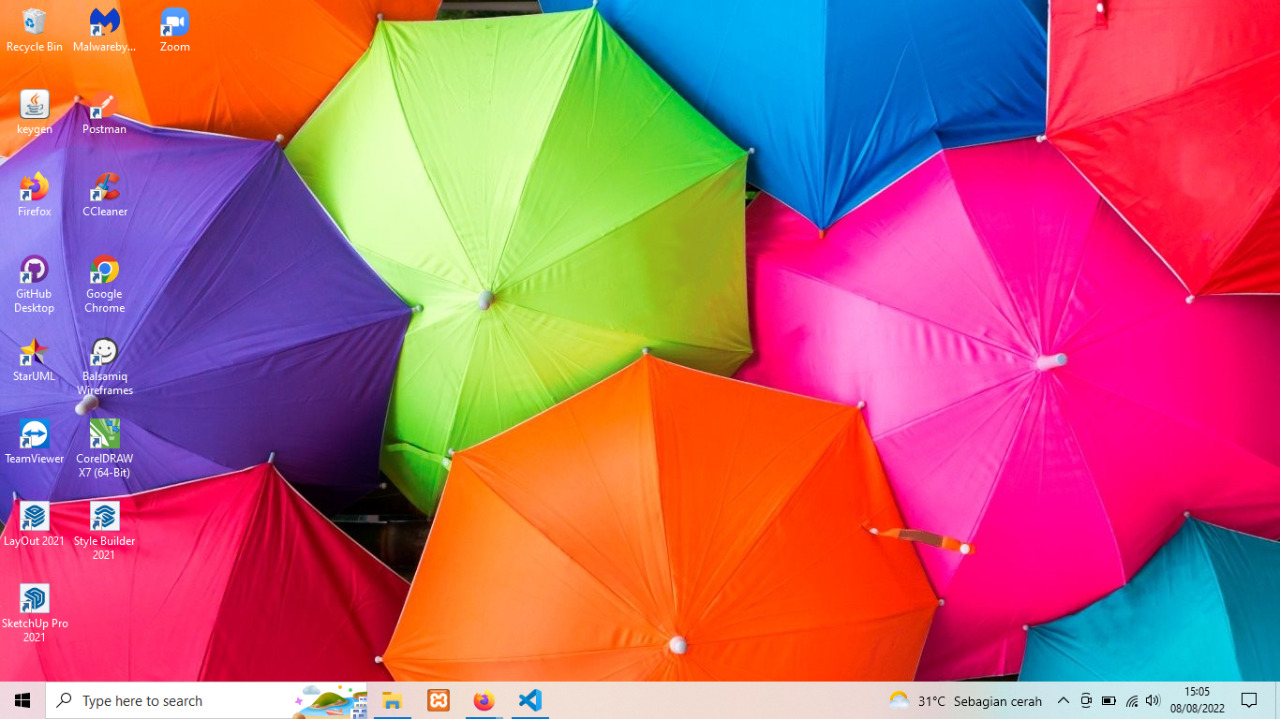 Recycle Bin
Malwareby...
Zoom
keygen
Postman
Firefox
CCleaner
GitHub
Desktop
Google
Chrome
StarUML
Balsamiq
Wireframes
TeamViewer
CorelDRAW
X7 (64-Bit)
LayOut 2021
Style Builder
2021
SketchUp Pro
2021
Type here to search
31°C Sebagian cerah
15:05
08/08/2022